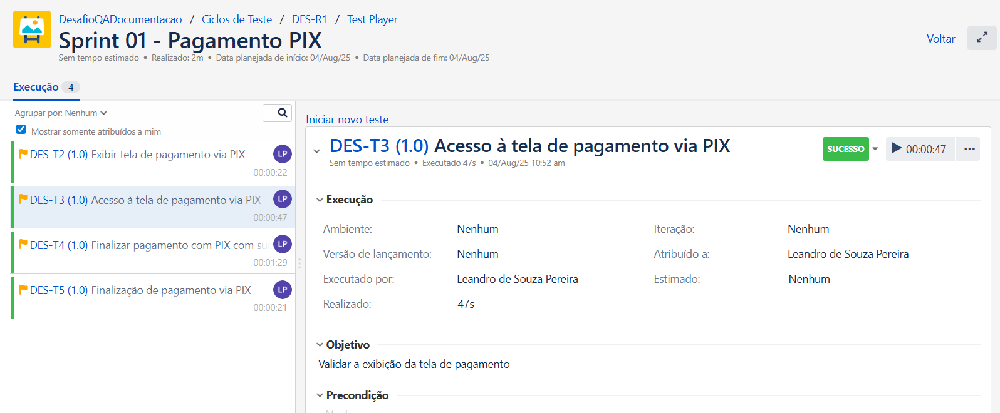 DesafioQADocumentacao / Ciclos de Teste / DES-R1 / Test Player
Sprint 01 - Pagamento PIX
Sem tempo estimado • Realizado: 2m • Data planejada de início: 04/Aug/25 • Data planejada de fim: 04/Aug/25
Voltar
Execução 4
Agrupar por: Nenhum
Mostrar somente atribuídos a mim
DES-T2 (1.0) Exibir tela de pagamento via PIX LP
00:00:22
DES-T3 (1.0) Acesso à tela de pagamento via PIX LP
00:00:47
DES-T4 (1.0) Finalizar pagamento com PIX com su LP
00:01:29
DES-T5 (1.0) Finalização de pagamento via PIX LP
00:00:21
Iniciar novo teste
DES-T3 (1.0) Acesso à tela de pagamento via PIX SUCESSO 00:00:47
Sem tempo estimado • Executado 47s • 04/Aug/25 10:52 am
Execução
Ambiente: Nenhum Iteração: Nenhum
Versão de lançamento: Nenhum Atribuído a: Leandro de Souza Pereira
Executado por: Leandro de Souza Pereira Estimado: Nenhum
Realizado: 47s
Objetivo
Validar a exibição da tela de pagamento
Precondição